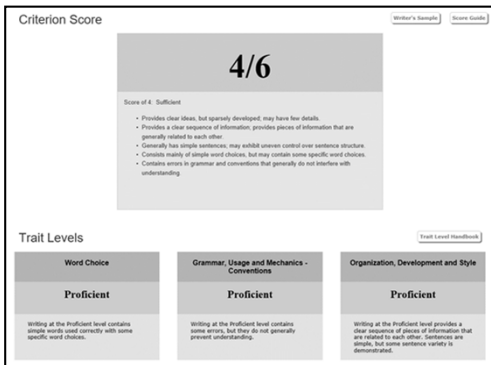 Criterion Score
Writer's Sample
Score Guide
4/6
Score of 4: Sufficient
• Provides clear ideas, but sparsely developed; may have few details.
• Provides a clear sequence of information; provides pieces of information that are
generally related to each other.
• Generally has simple sentences; may exhibit uneven control over sentence structure.
• Consists mainly of simple word choices, but may contain some specific word choices.
• Contains errors in grammar and conventions that generally do not interfere with
understanding.
Trait Levels
Trait Level Handbook
Word Choice
Proficient
Writing at the Proficient level contains
simple words used correctly with some
specific word choices.
Grammar, Usage and Mechanics -
Conventions
Proficient
Writing at the Proficient level contains
some errors, but they do not generally
prevent understanding.
Organization, Development and Style
Proficient
Writing at the Proficient level provides a
clear sequence of pieces of information that
are related to each other. Sentences are
simple, but some sentence variety is
demonstrated.